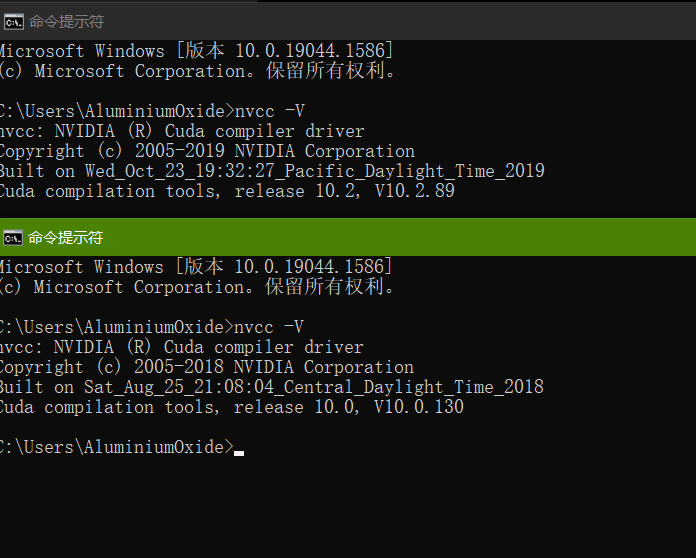 命令提示符
Microsoft Windows [版本 10.0.19044.1586]
(c) Microsoft Corporation。保留所有权利。
C:\Users\AluminiumOxide>nvcc -V
nvcc: NVIDIA (R) Cuda compiler driver
Copyright (c) 2005-2019 NVIDIA Corporation
Built on Wed_Oct_23_19:32:27_Pacific_Daylight_Time_2019
Cuda compilation tools, release 10.2, V10.2.89
命令提示符
Microsoft Windows [版本 10.0.19044.1586]
(c) Microsoft Corporation。保留所有权利。
C:\Users\AluminiumOxide>nvcc -V
nvcc: NVIDIA (R) Cuda compiler driver
Copyright (c) 2005-2018 NVIDIA Corporation
Built on Sat_Aug_25_21:08:04_Central_Daylight_Time_2018
Cuda compilation tools, release 10.0, V10.0.130
C:\Users\AluminiumOxide>